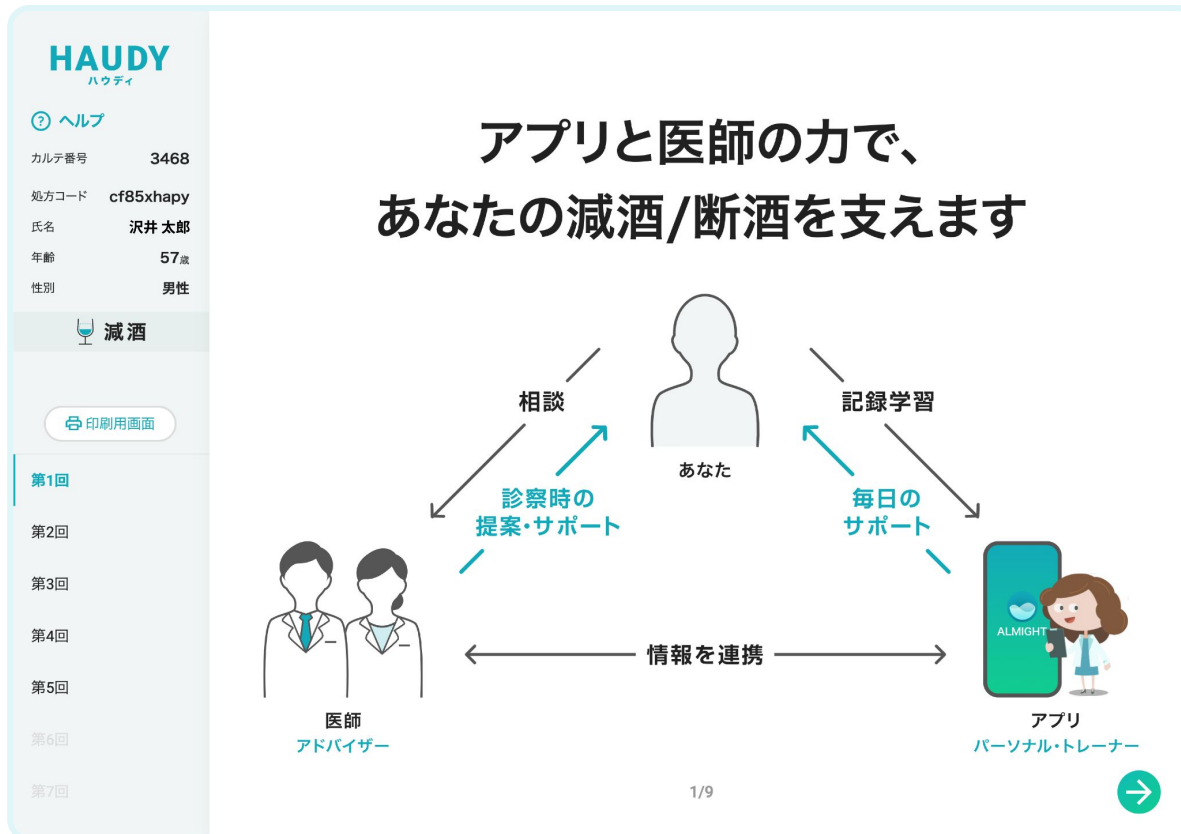 HAUDY
ハウディ
? ヘルプ
カルテ番号 3468
処方コード cf85xhapy
氏名 沢井 太郎
年齢 57歳
性別 男性
減酒
印刷用画面
第1回
第2回
第3回
第4回
第5回
第6回
第7回
アプリと医師の力で、
あなたの減酒/断酒を支えます
相談
記録学習
あなた
診察時の
提案・サポート
毎日の
サポート
ALMIGHT
情報を連携
医師
アドバイザー
アプリ
パーソナル・トレーナー
1/9